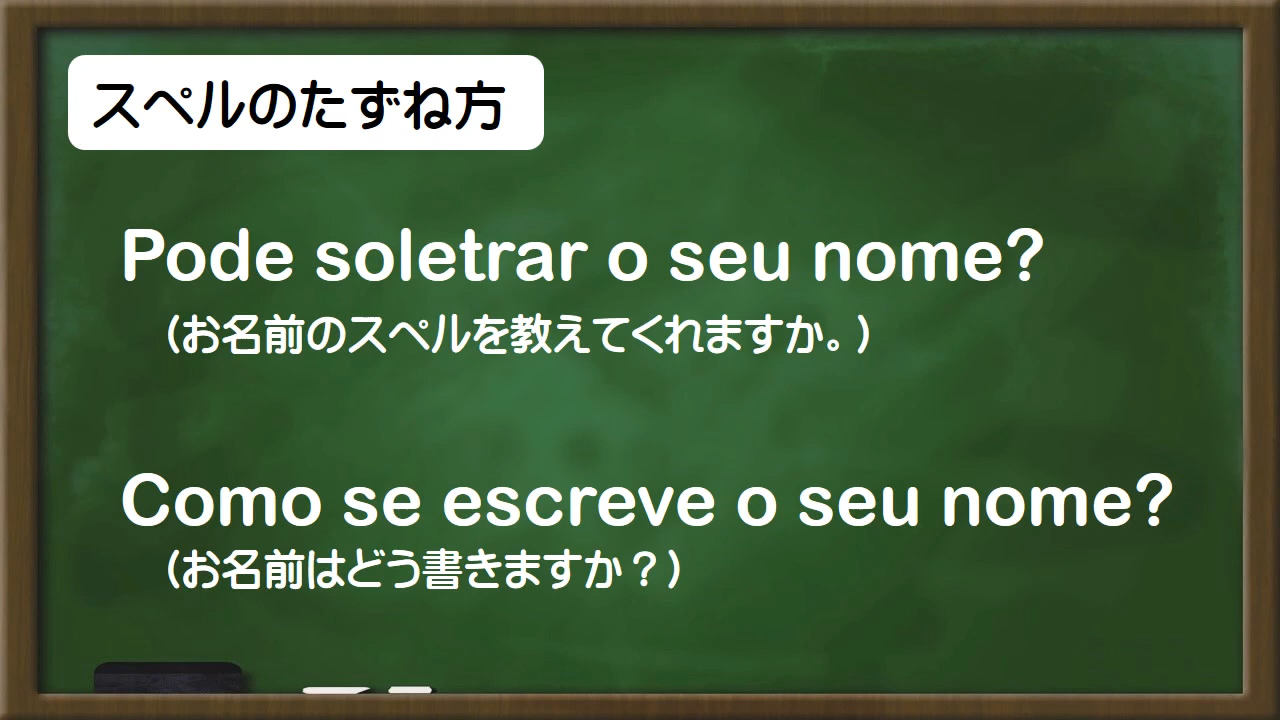 スペルのたずね方
Pode soletrar o seu nome?
（お名前のスペルを教えてくれますか。）
Como se escreve o seu nome?
（お名前はどう書きますか？）